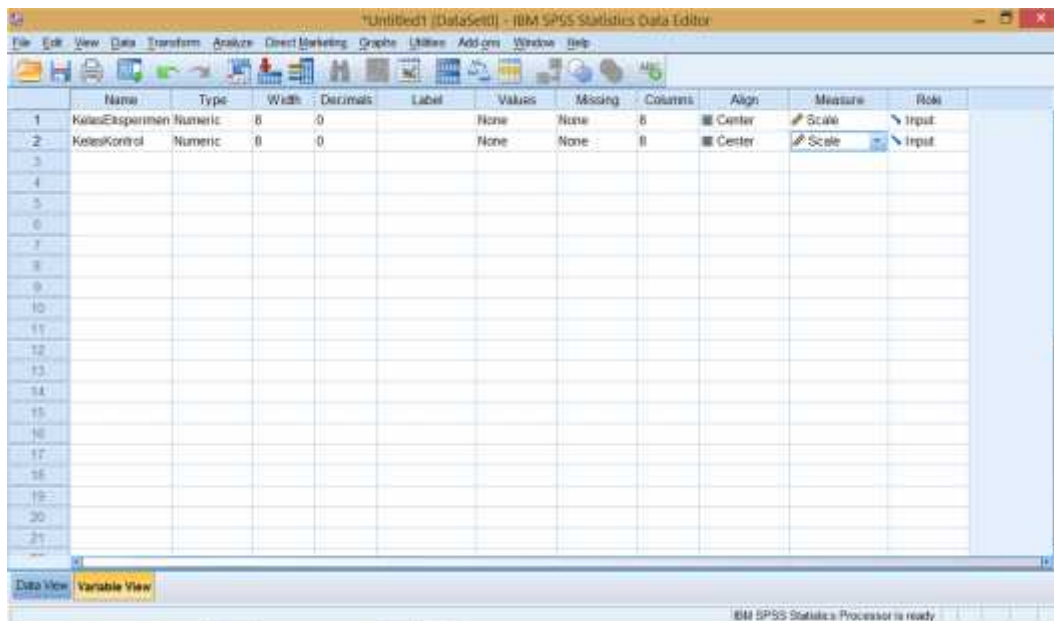 *Untitled1 [DataSet0] - IBM SPSS Statistics Data Editor
File Edit View Data Transform Analyze Direct Marketing Graphs Utilities Add-ons Window Help
Name Type Width Decimals Label Values Missing Columns Align Measure Role
1 KelasEksperimen Numeric 8 0 None None 8 Center Scale Input
2 KelasKontrol Numeric 8 0 None None 8 Center Scale Input
3
4
5
6
7
8
9
10
11
12
13
14
15
16
17
18
19
20
21
Data View Variable View
IBM SPSS Statistics Processor is ready